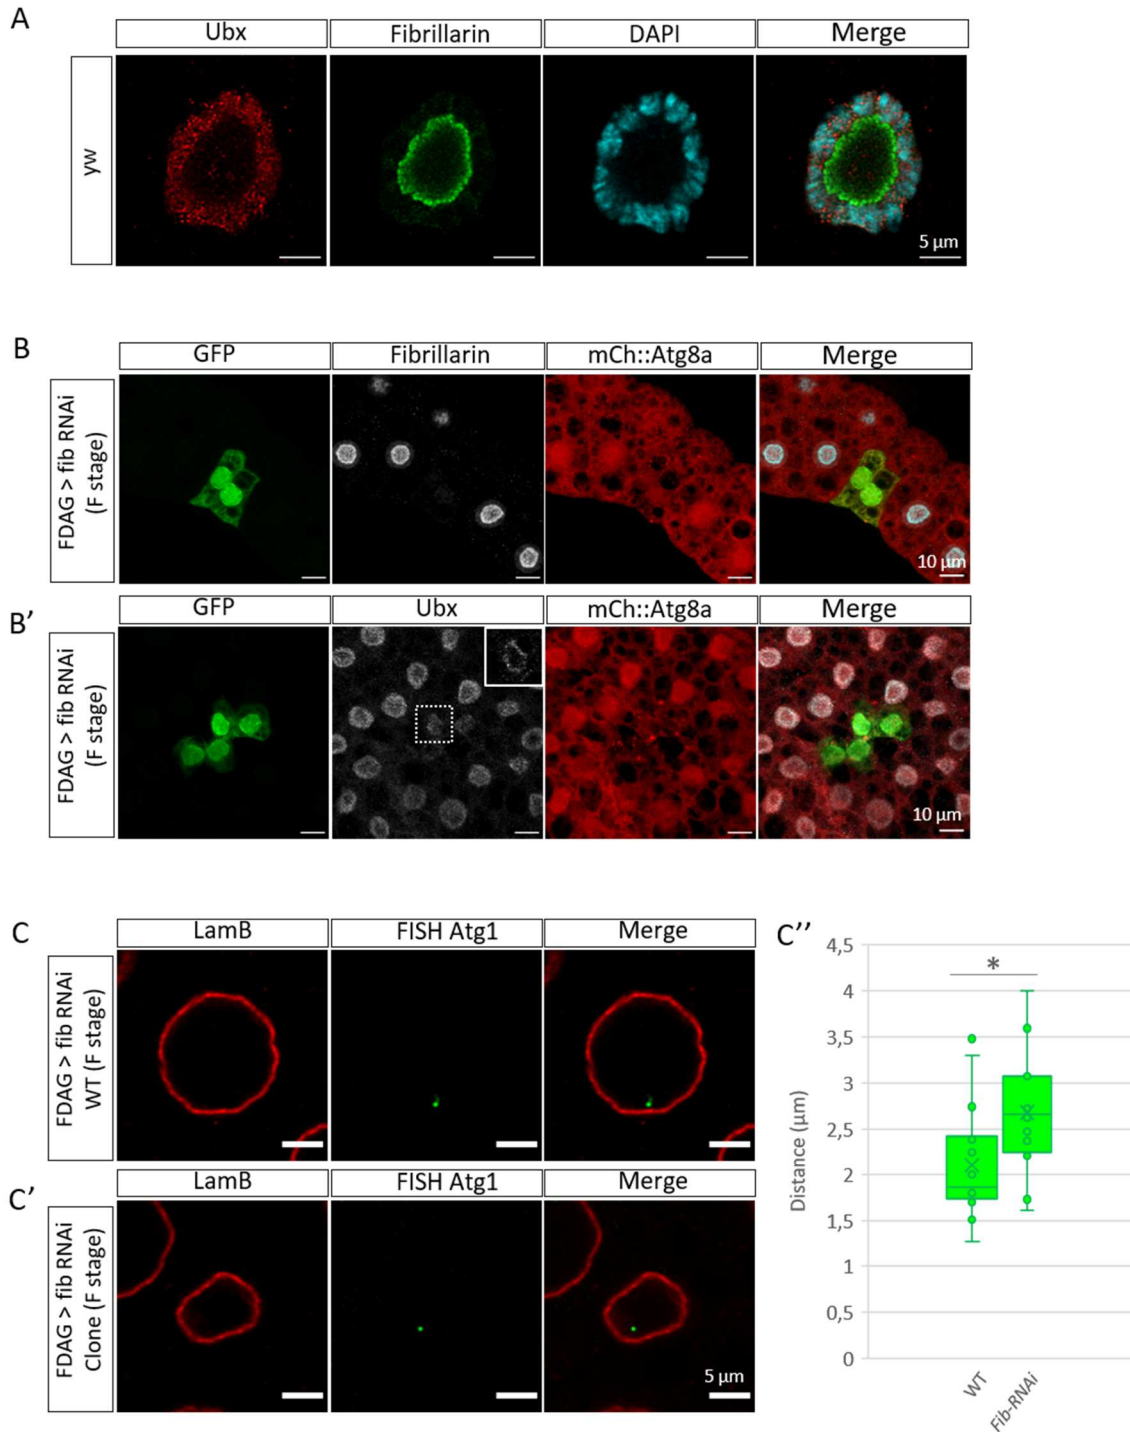 A
Ubx Fibrillarin DAPI Merge
yw
5 µm
B
GFP Fibrillarin mCh::Atg8a Merge
FDAG > fib RNAi
(F stage)
10 µm
B’
GFP Ubx mCh::Atg8a Merge
FDAG > fib RNAi
(F stage)
10 µm
C
LamB FISH Atg1 Merge
FDAG > fib RNAi
WT (F stage)
C’
LamB FISH Atg1 Merge
FDAG > fib RNAi
Clone (F stage)
5 µm
C’’
4,5
4
3,5
3
2,5
2
1,5
1
0,5
0
Distance (µm)
*
WT
Fib-RNAi